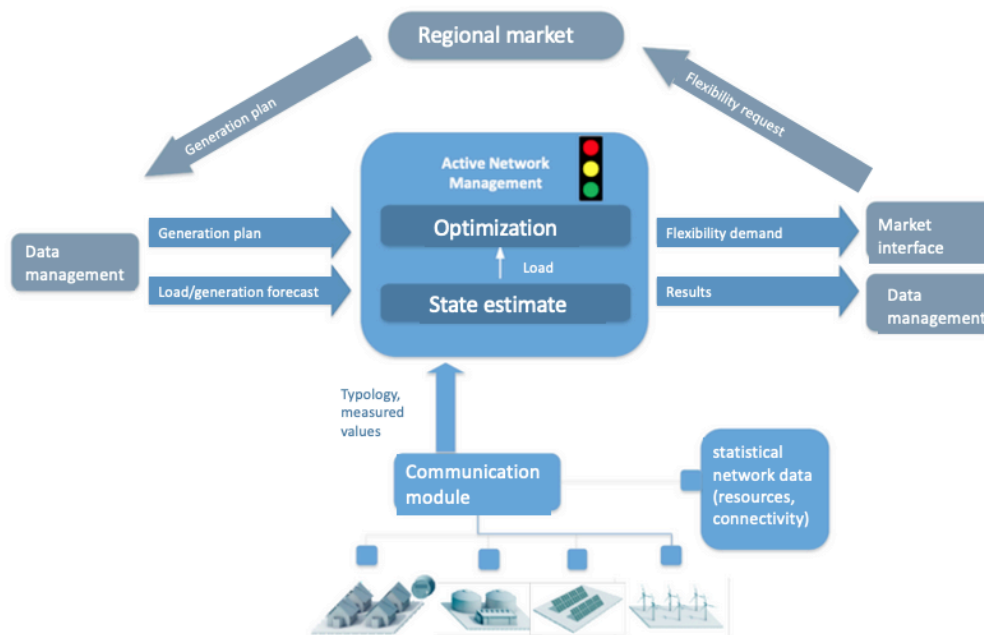 Regional market
Generation plan
Flexibility request
Active Network
Management
Optimization
Load
State estimate
Data
management
Generation plan
Load/generation forecast
Flexibility demand
Results
Market
interface
Data
management
Typology,
measured
values
Communication
module
statistical
network data
(resources,
connectivity)